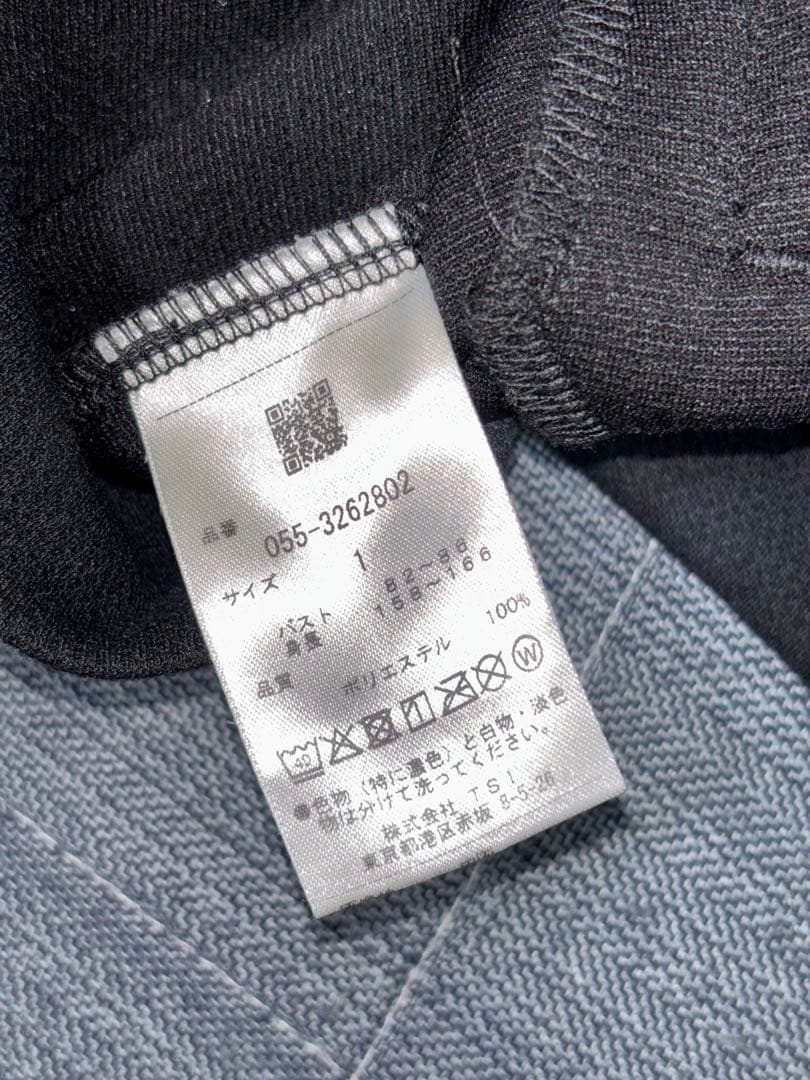 品番 055-3262802
サイズ 1
バスト 82～86
身長 158～166
品質 ポリエステル 100%
40 W
●色物（特に濃色）と白物・淡色
物は分けて洗ってください。
株式会社 TSI
東京都港区赤坂 8-5-26